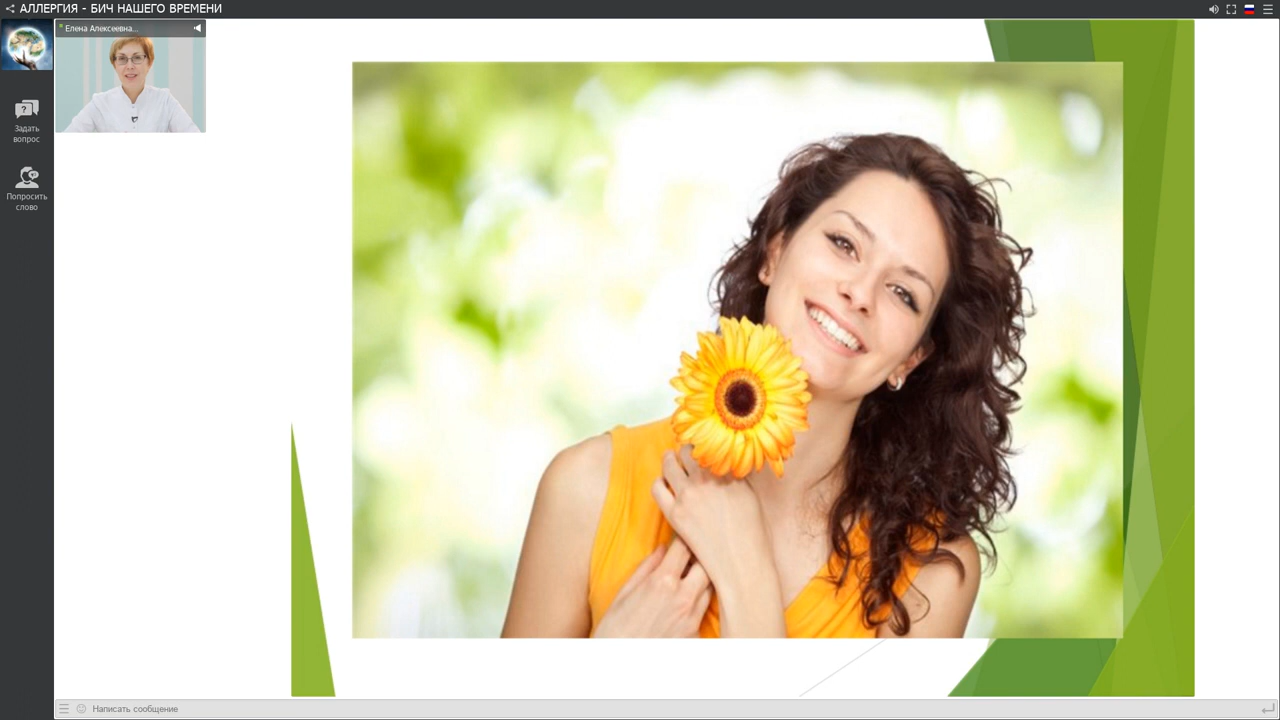 АЛЛЕРГИЯ - БИЧ НАШЕГО ВРЕМЕНИ
Елена Алексеевна...
Задать
вопрос
Попросить
слово
Написать сообщение